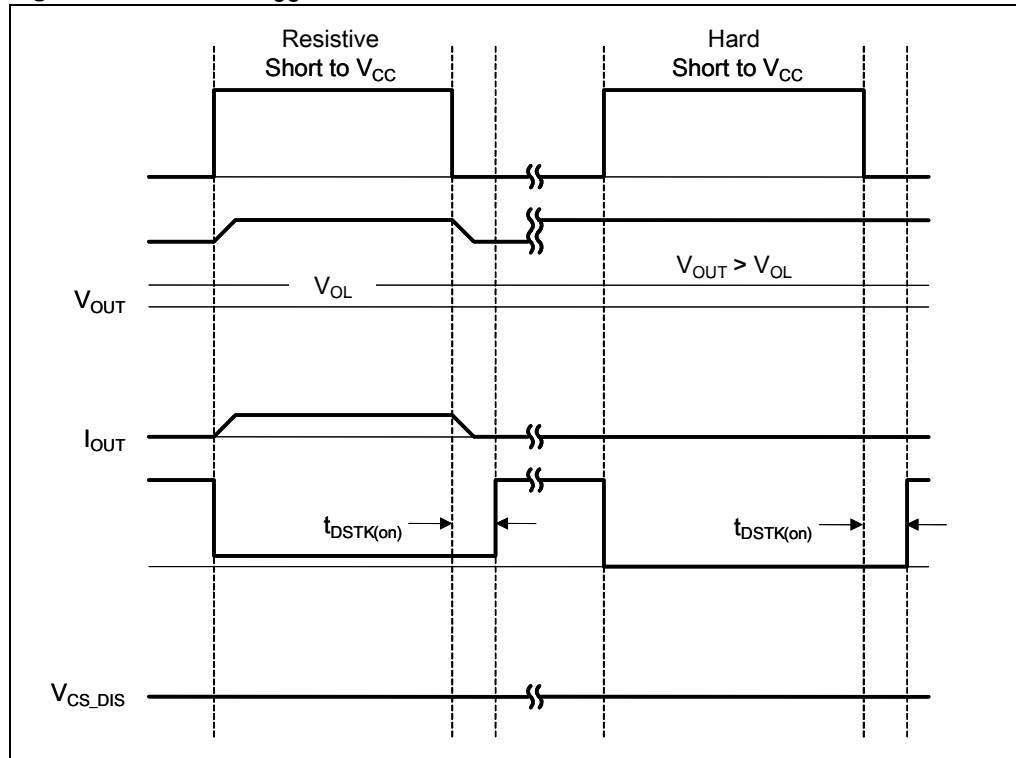 Resistive
Short to VCC
Hard
Short to VCC
VOUT > VOL
VOL
VOUT
IOUT
tDSTK(on)
tDSTK(on)
VCS_DIS